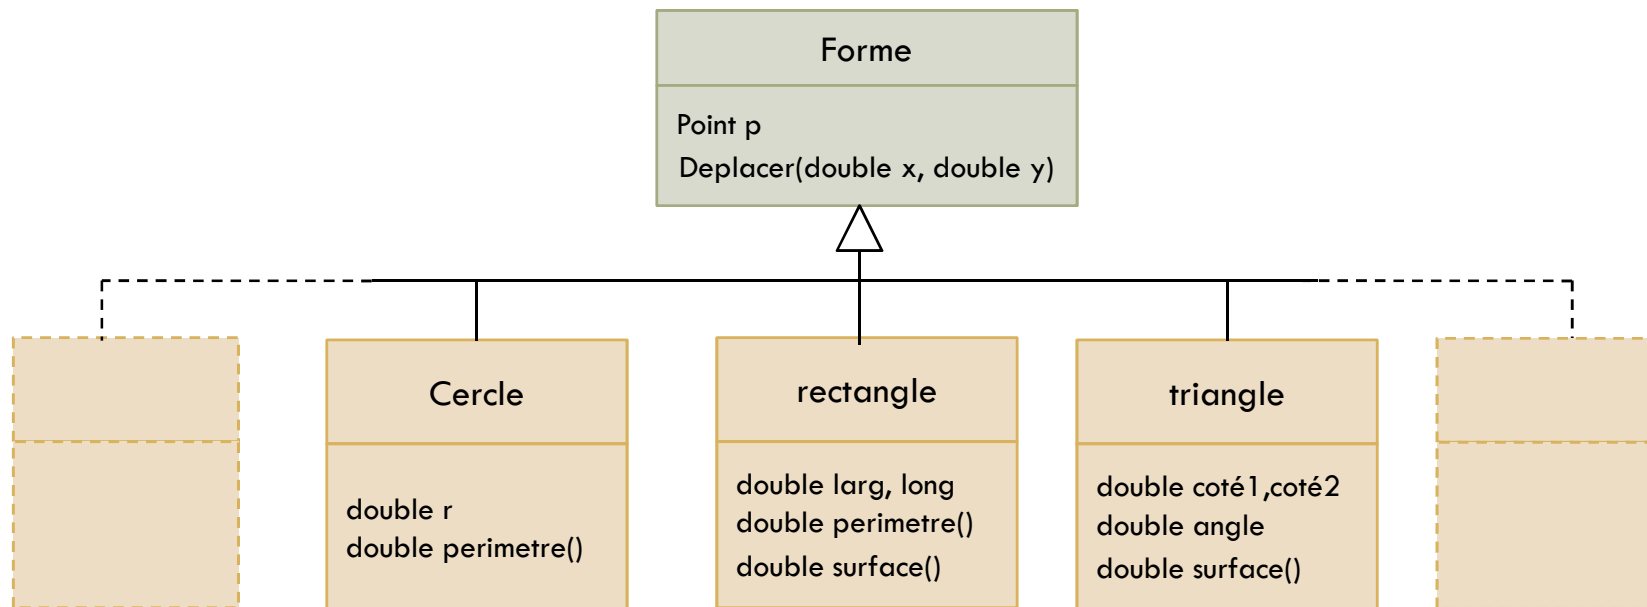 Forme
Point p
Deplacer(double x, double y)
Cercle
double r
double perimetre()
rectangle
double larg, long
double perimetre()
double surface()
triangle
double coté1,coté2
double angle
double surface()